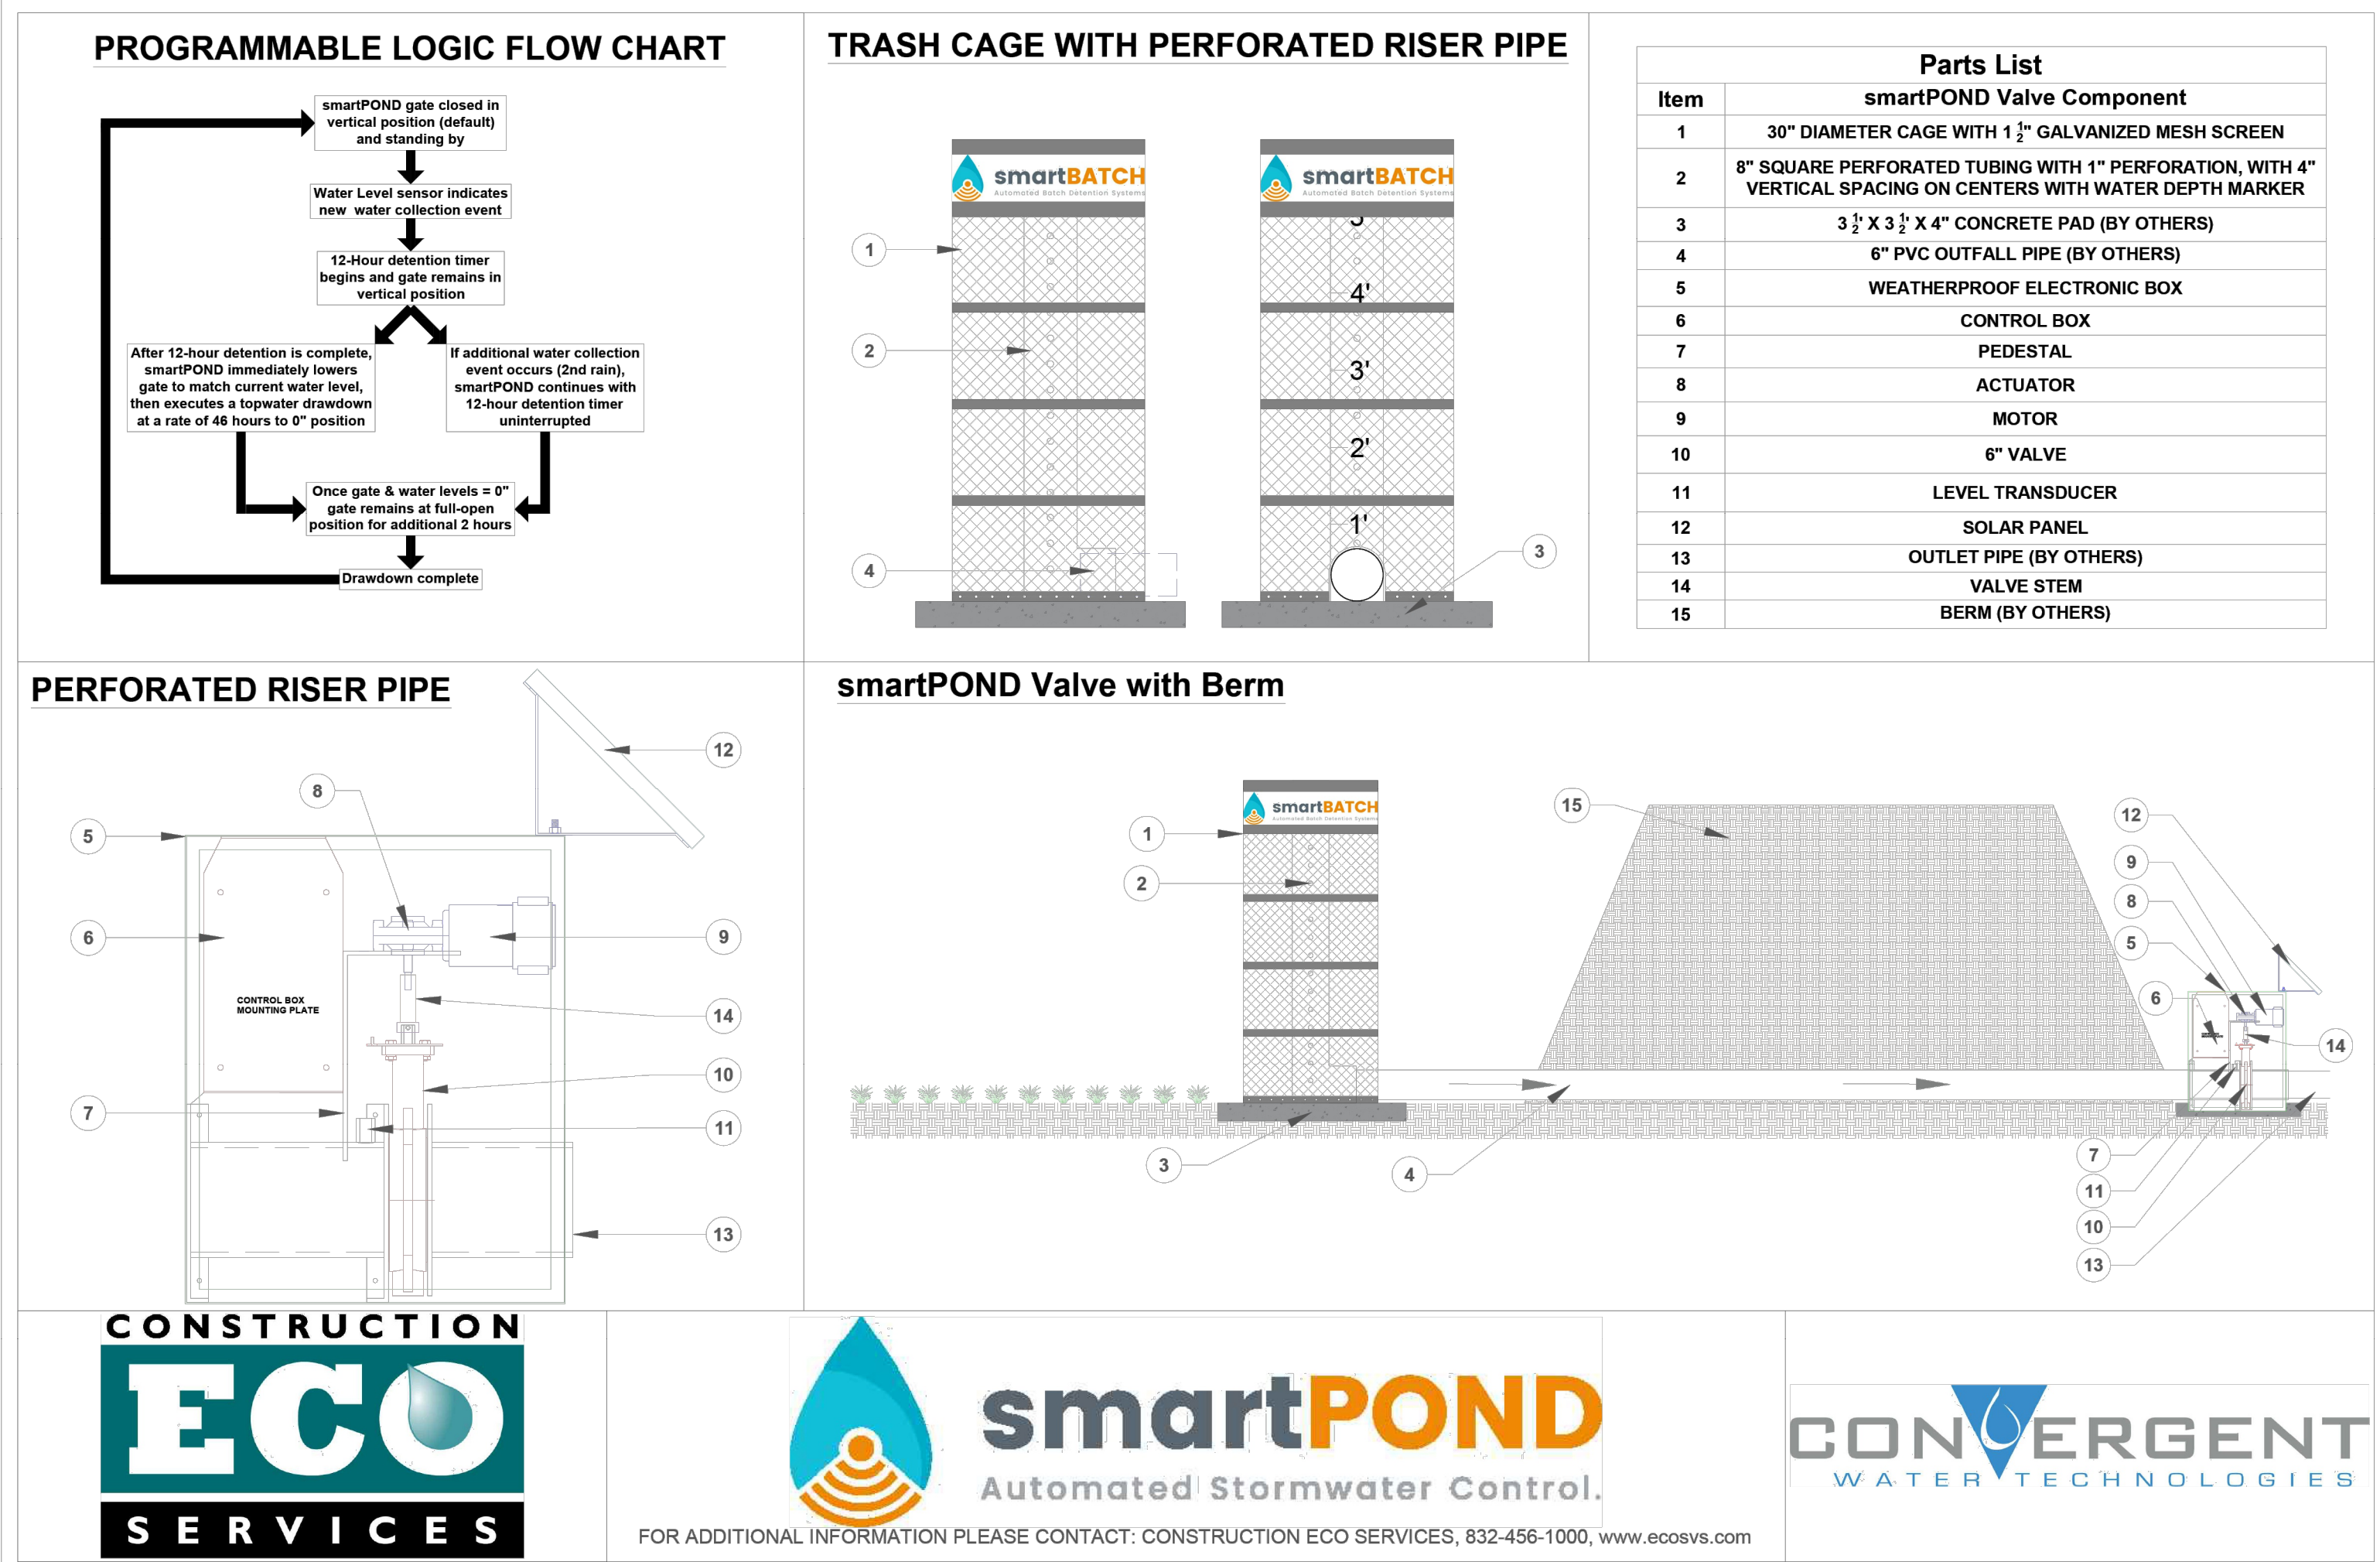 PROGRAMMABLE LOGIC FLOW CHART
smartPOND gate closed in
vertical position (default)
and standing by
Water Level sensor indicates
new water collection event
12-Hour detention timer
begins and gate remains in
vertical position
After 12-hour detention is complete,
smartPOND immediately lowers
gate to match current water level,
then executes a topwater drawdown
at a rate of 46 hours to 0" position
If additional water collection
event occurs (2nd rain),
smartPOND continues with
12-hour detention timer
uninterrupted
Once gate & water levels = 0"
gate remains at full-open
position for additional 2 hours
Drawdown complete
TRASH CAGE WITH PERFORATED RISER PIPE
smartBATCH
Automated Batch Detention Systems
1
2
4
smartBATCH
Automated Batch Detention Systems
4'
3'
2'
1'
3
Parts List
Item smartPOND Valve Component
1 30" DIAMETER CAGE WITH 1 1/2" GALVANIZED MESH SCREEN
2 8" SQUARE PERFORATED TUBING WITH 1" PERFORATION, WITH 4"
VERTICAL SPACING ON CENTERS WITH WATER DEPTH MARKER
3 3 1/2' X 3 1/2' X 4" CONCRETE PAD (BY OTHERS)
4 6" PVC OUTFALL PIPE (BY OTHERS)
5 WEATHERPROOF ELECTRONIC BOX
6 CONTROL BOX
7 PEDESTAL
8 ACTUATOR
9 MOTOR
10 6" VALVE
11 LEVEL TRANSDUCER
12 SOLAR PANEL
13 OUTLET PIPE (BY OTHERS)
14 VALVE STEM
15 BERM (BY OTHERS)
PERFORATED RISER PIPE
12
8
5
6
9
CONTROL BOX
MOUNTING PLATE
14
10
7
11
13
smartPOND Valve with Berm
smartBATCH
Automated Batch Detention Systems
1
2
3
4
15
12
9
8
5
6
14
7
11
10
13
CONSTRUCTION
ECO
SERVICES
smartPOND
Automated Stormwater Control.
FOR ADDITIONAL INFORMATION PLEASE CONTACT: CONSTRUCTION ECO SERVICES, 832-456-1000, www.ecosvs.com
CONVERGENT
WATER TECHNOLOGIES